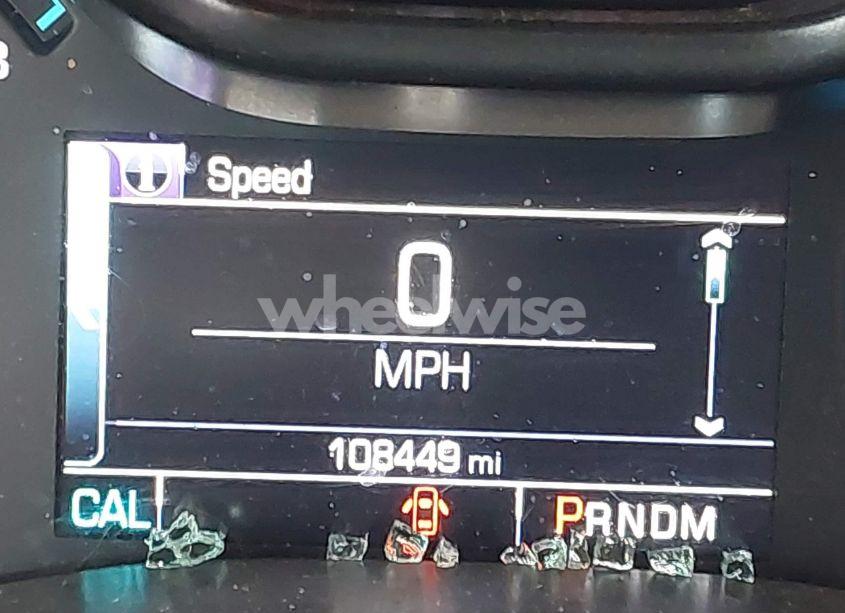 Speed
0
wheelwise
MPH
108449 mi
CAL
PRNDM